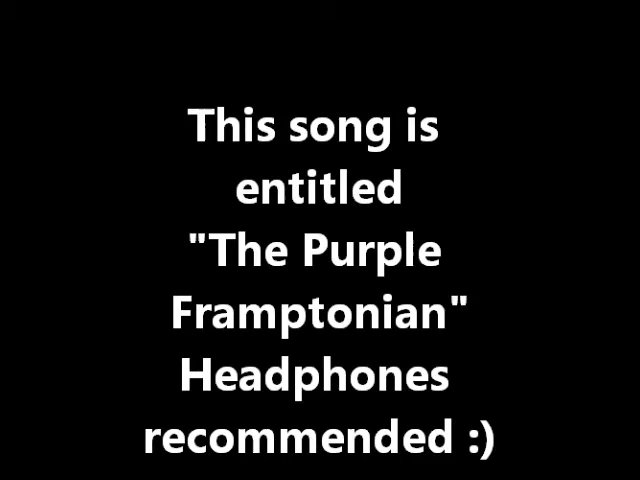 This song is
entitled
"The Purple
Framptonian"
Headphones
recommended :)